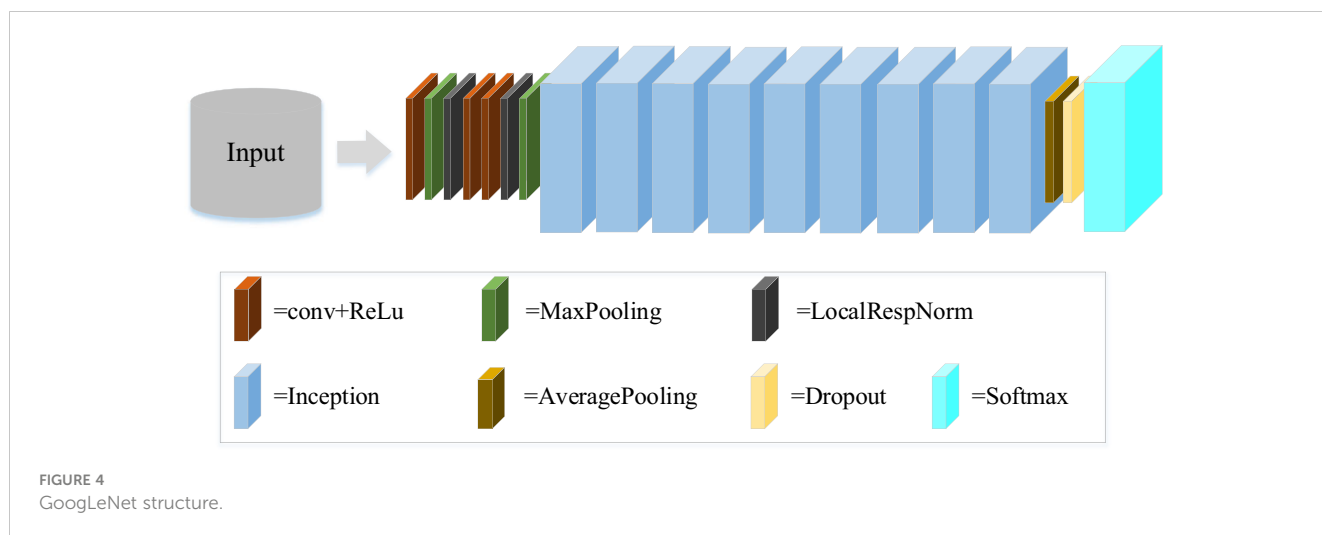 Input
=conv+ReLu
=MaxPooling
=LocalRespNorm
=Inception
=AveragePooling
=Dropout
=Softmax
FIGURE 4
GoogLeNet structure.